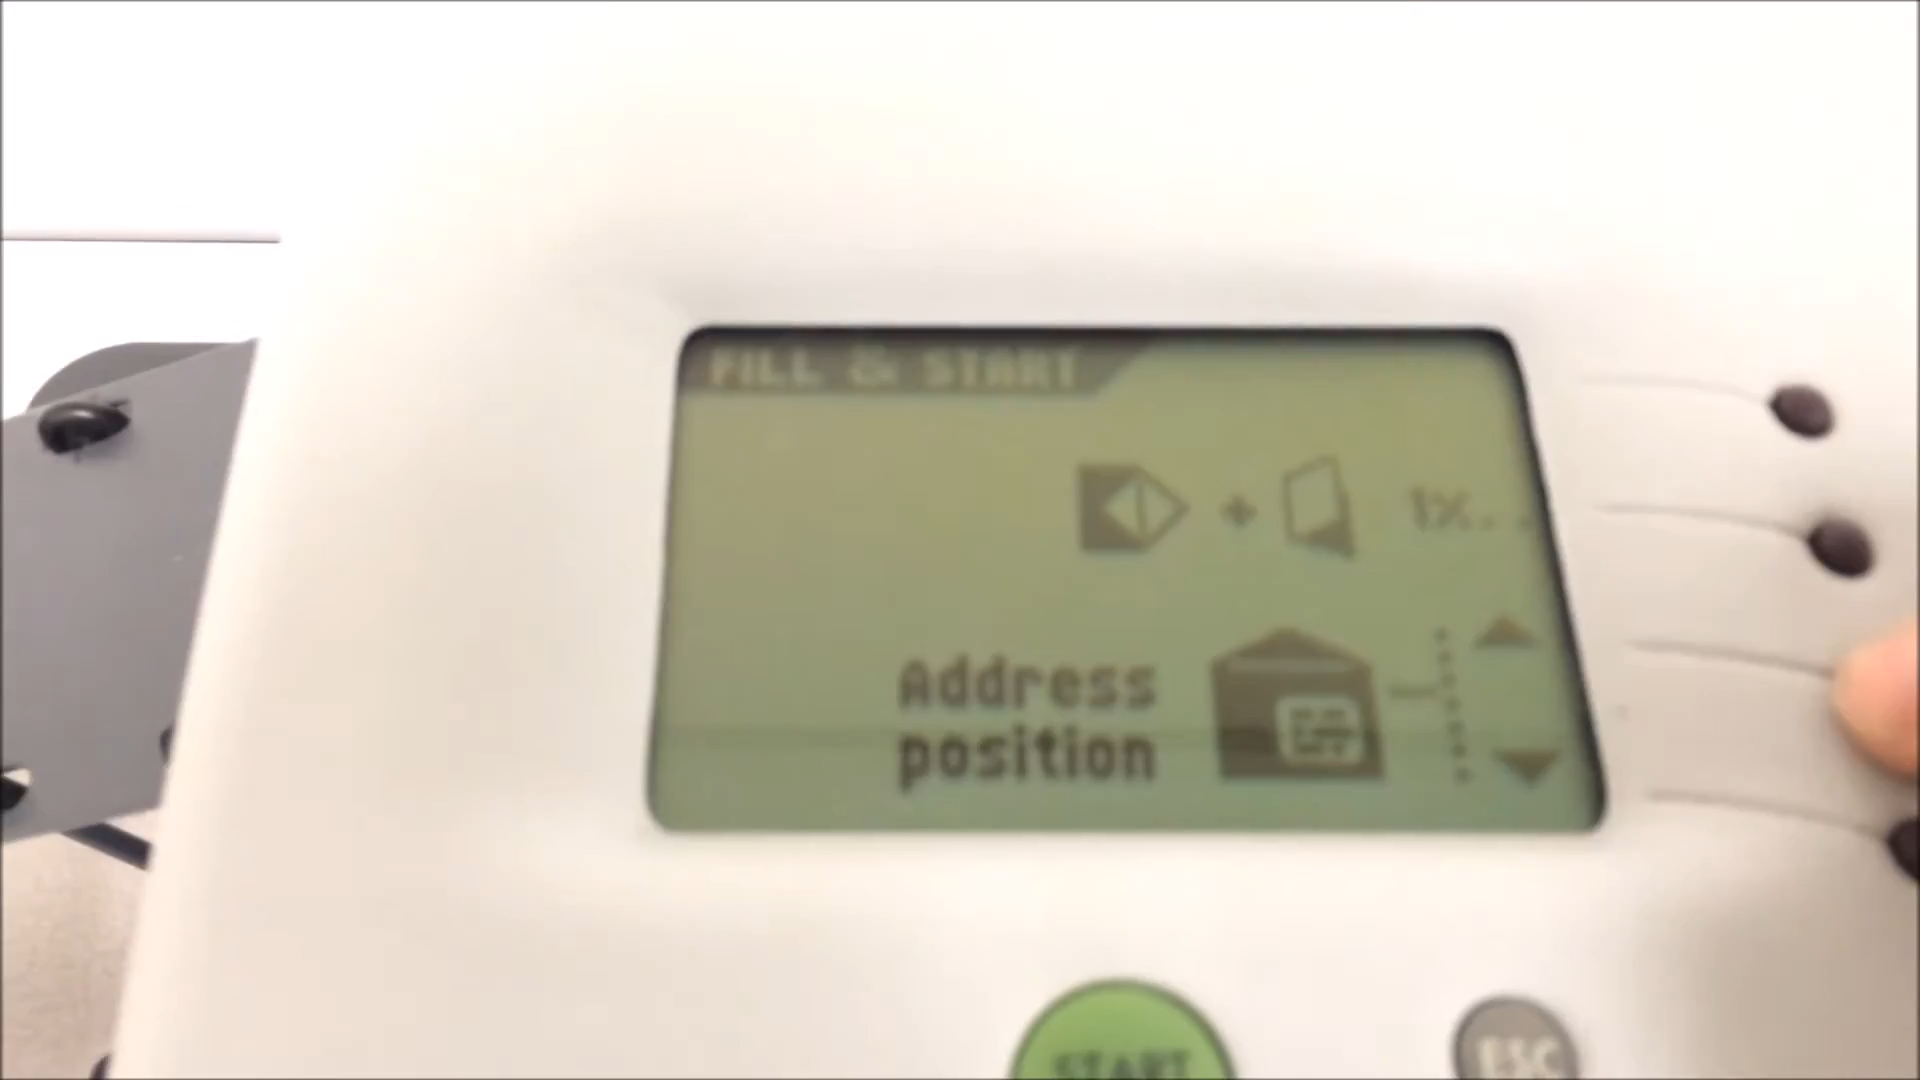 FILL & START
1x..
Address
position
START
ESC